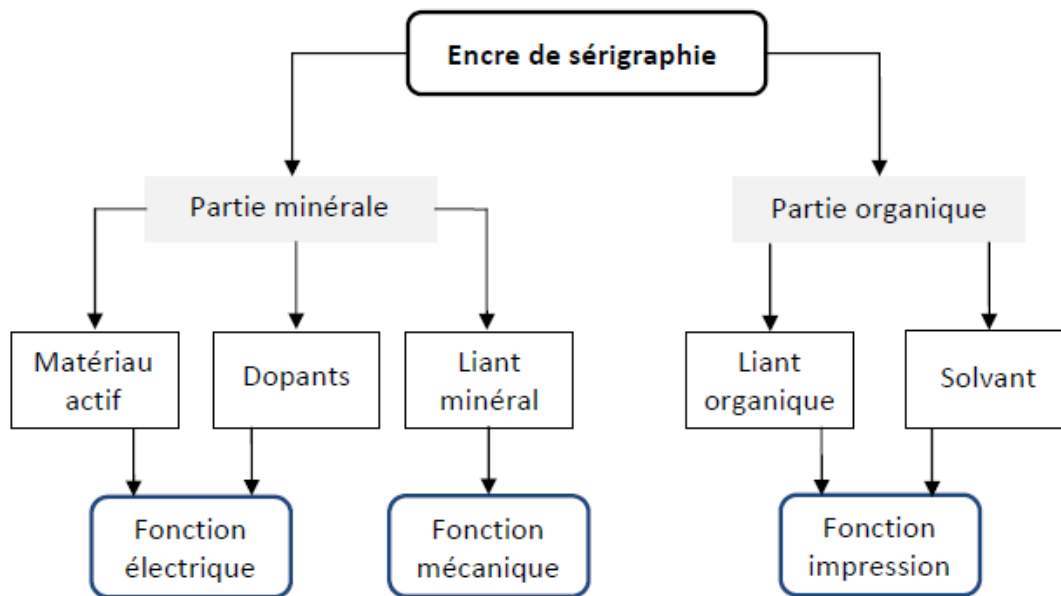 Encre de sérigraphie
Partie minérale
Partie organique
Matériau
actif
Dopants
Liant
minéral
Liant
organique
Solvant
Fonction
électrique
Fonction
mécanique
Fonction
impression